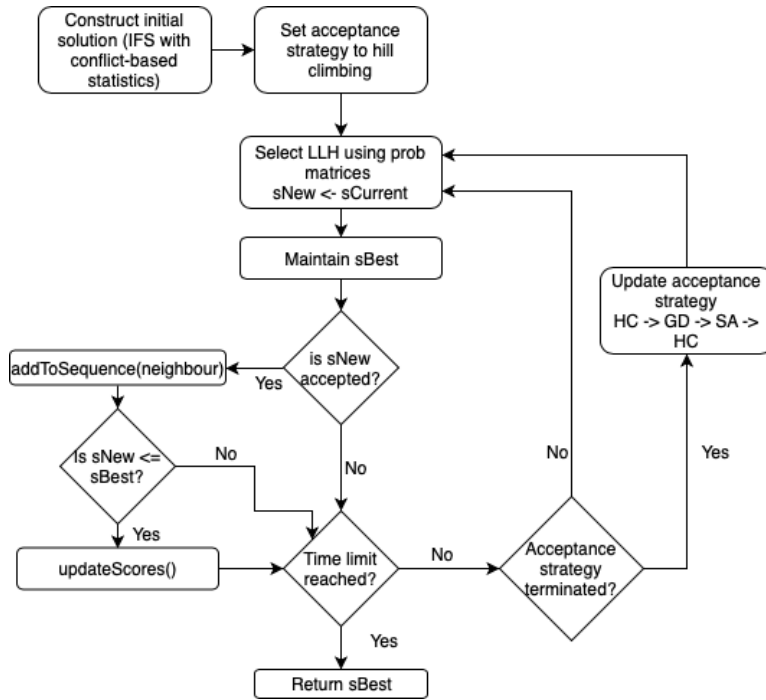 Construct initial
solution (IFS with
conflict-based
statistics)
Set acceptance
strategy to hill
climbing
Select LLH using prob
matrices
sNew <- sCurrent
Maintain sBest
Update acceptance
strategy
HC -> GD -> SA ->
HC
is sNew
accepted?
Yes
addToSequence(neighbour)
Is sNew <=
sBest?
No
No
No
Yes
Yes
updateScores()
Time limit
reached?
No
Acceptance
strategy
terminated?
Yes
Return sBest